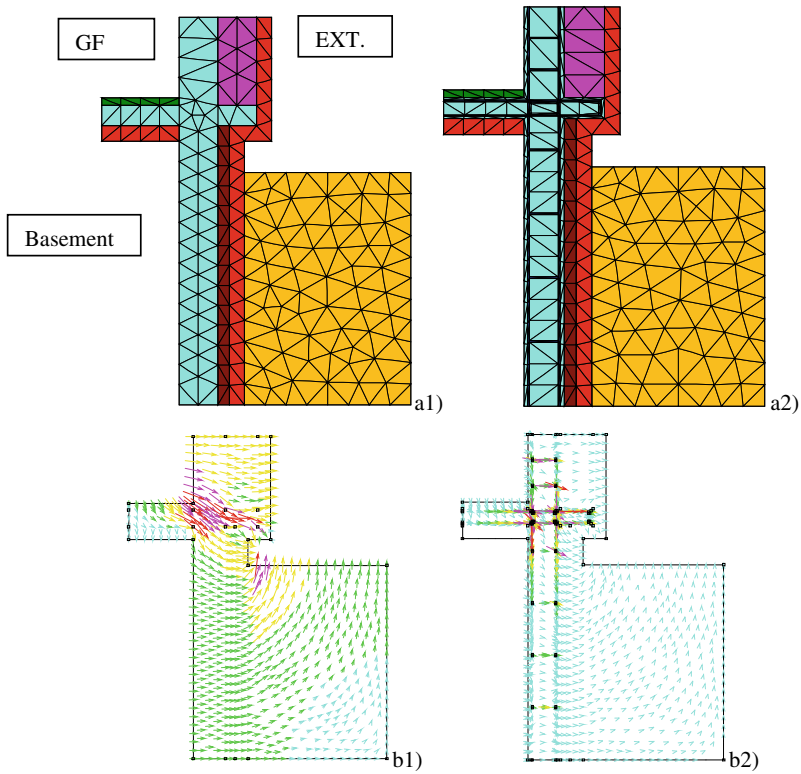 GF
EXT.
Basement
a1)
a2)
b1)
b2)